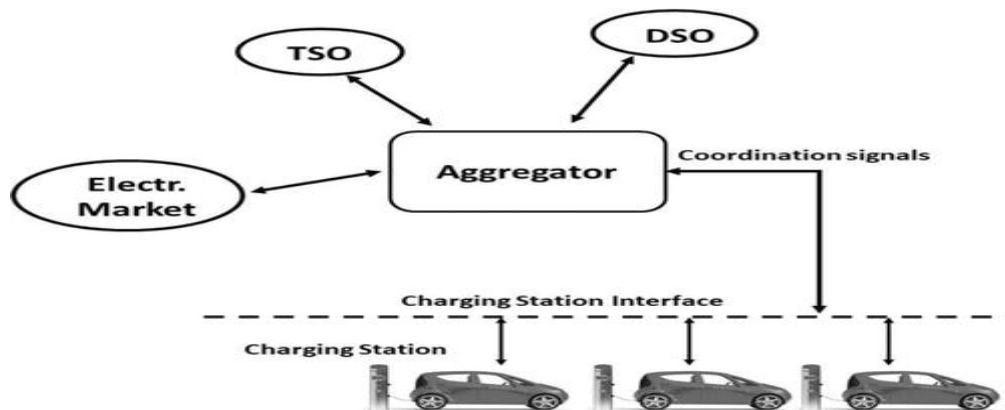 TSO
DSO
Electr.
Market
Aggregator
Coordination signals
Charging Station Interface
Charging Station